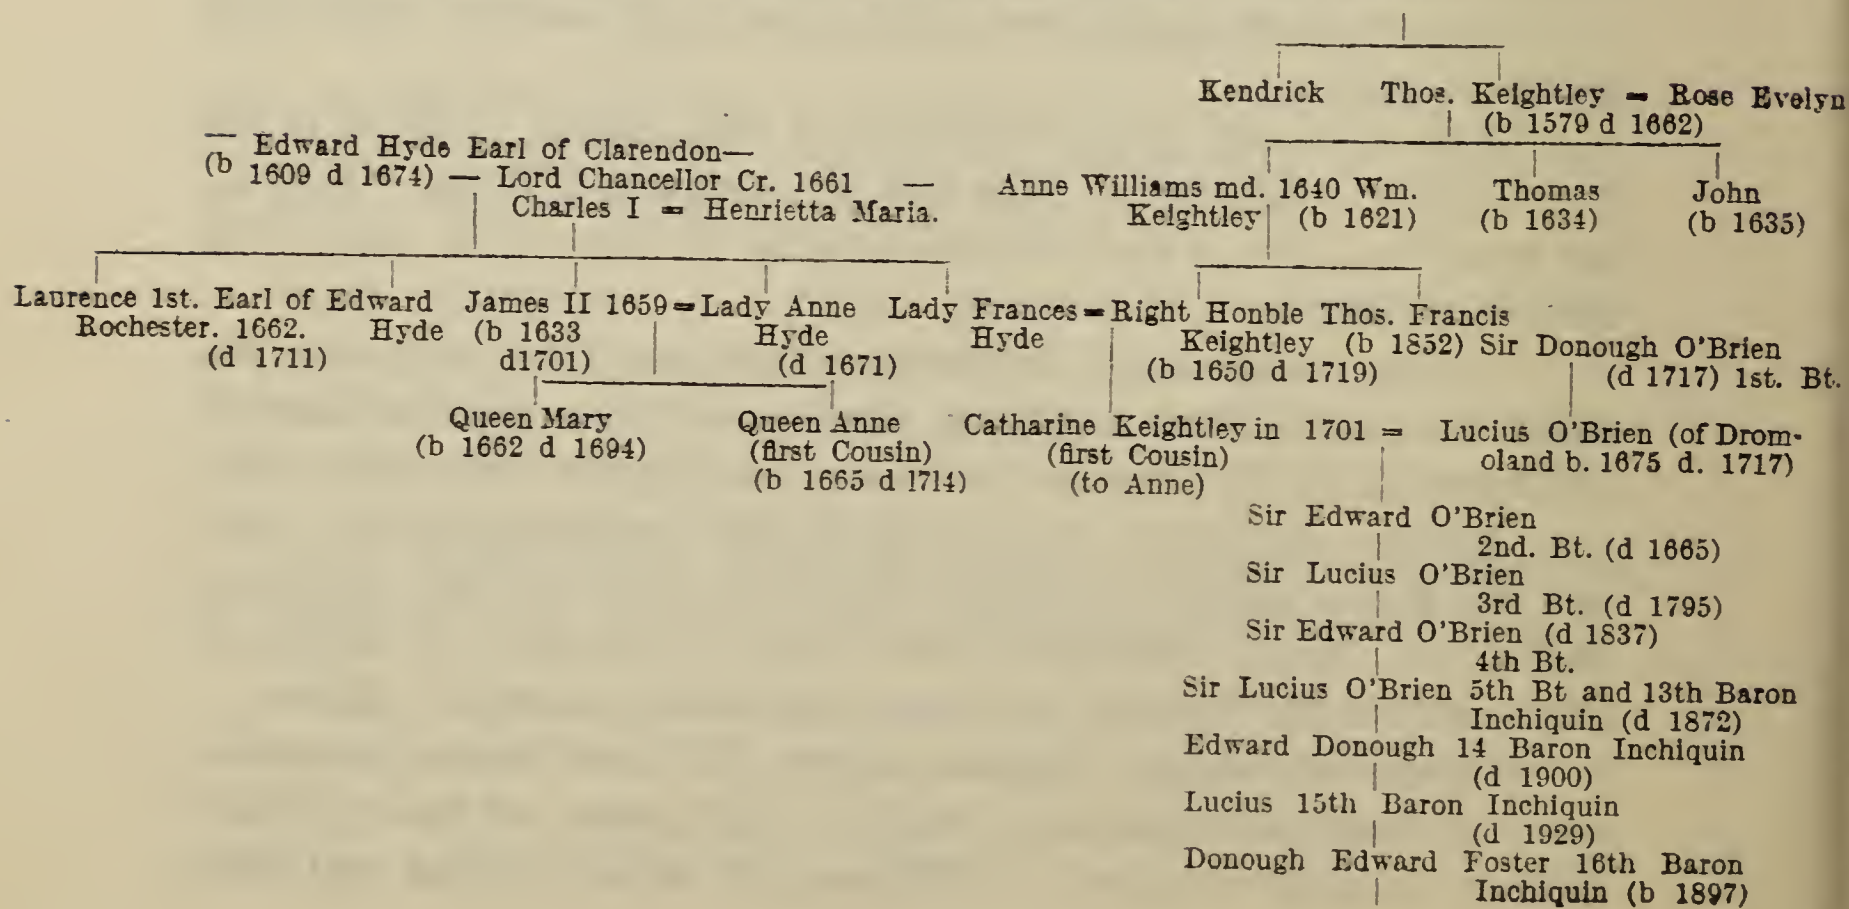 Kendrick Thos. Keightley = Rose Evelyn
(b 1579 d 1662)
— Edward Hyde Earl of Clarendon—
(b 1609 d 1674) — Lord Chancellor Cr. 1661 —
Charles I = Henrietta Maria.
Anne Williams md. 1640 Wm. Thomas John
Keightley (b 1621) (b 1634) (b 1635)
Laurence 1st. Earl of Edward James II 1659 = Lady Anne Lady Frances = Right Honble Thos. Francis
Rochester. 1662. Hyde (b 1633 Hyde Hyde Keightley (b 1852) Sir Donough O'Brien
(d 1711) d1701) (d 1671) (b 1650 d 1719) (d 1717) 1st. Bt.
Queen Mary Queen Anne Catharine Keightley in 1701 = Lucius O'Brien (of Drom-
(b 1662 d 1694) (first Cousin) (first Cousin) oland b. 1675 d. 1717)
(b 1665 d 1714) (to Anne)
Sir Edward O'Brien
2nd. Bt. (d 1665)
Sir Lucius O'Brien
3rd Bt. (d 1795)
Sir Edward O'Brien (d 1837)
4th Bt.
Sir Lucius O'Brien 5th Bt and 13th Baron
Inchiquin (d 1872)
Edward Donough 14 Baron Inchiquin
(d 1900)
Lucius 15th Baron Inchiquin
(d 1929)
Donough Edward Foster 16th Baron
Inchiquin (b 1897)